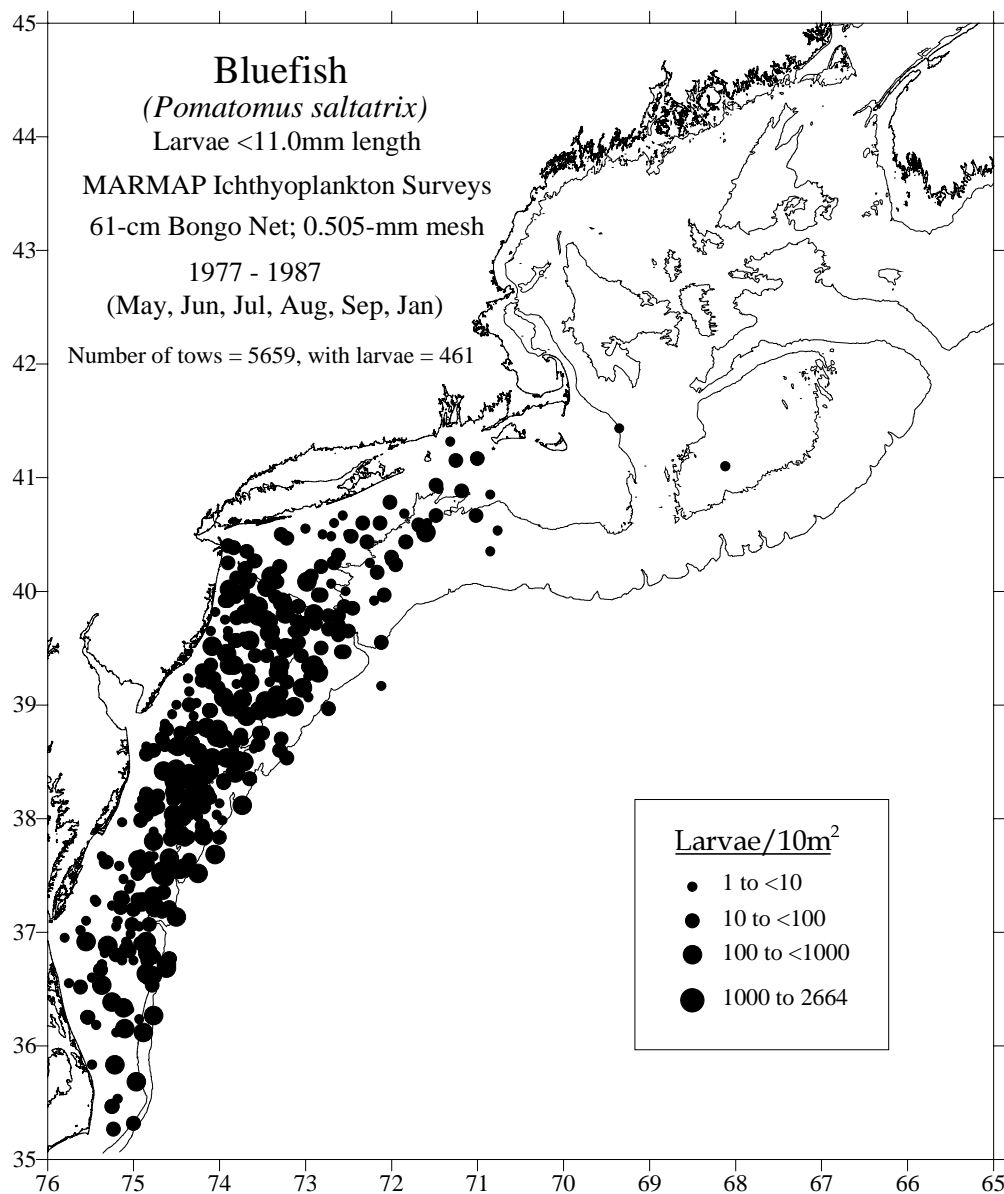 Bluefish
(Pomatomus saltatrix)
Larvae <11.0mm length
MARMAP Ichthyoplankton Surveys
61-cm Bongo Net; 0.505-mm mesh
1977 - 1987
(May, Jun, Jul, Aug, Sep, Jan)
Number of tows = 5659, with larvae = 461
45
44
43
42
41
40
39
38
37
36
35
Larvae/10m²
1 to <10
10 to <100
100 to <1000
1000 to 2664
76 75 74 73 72 71 70 69 68 67 66 65